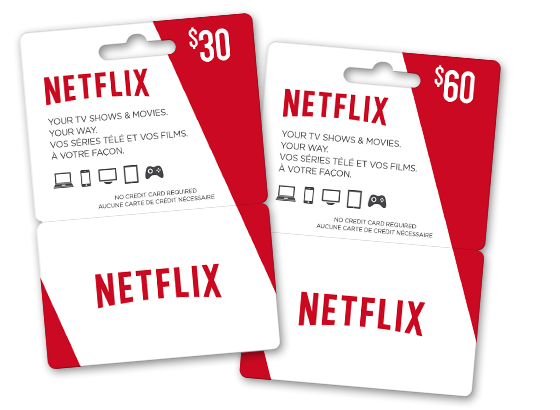 $30
NETFLIX
YOUR TV SHOWS & MOVIES.
YOUR WAY.
VOS SÉRIES TÉLÉ ET VOS FILMS.
À VOTRE FAÇON.
NO CREDIT CARD REQUIRED
AUCUNE CARTE DE CRÉDIT NÉCESSAIRE
NETFLIX
$60
NETFLIX
YOUR TV SHOWS & MOVIES.
YOUR WAY.
VOS SÉRIES TÉLÉ ET VOS FILMS.
À VOTRE FAÇON.
NO CREDIT CARD REQUIRED
AUCUNE CARTE DE CRÉDIT NÉCESSAIRE
NETFLIX